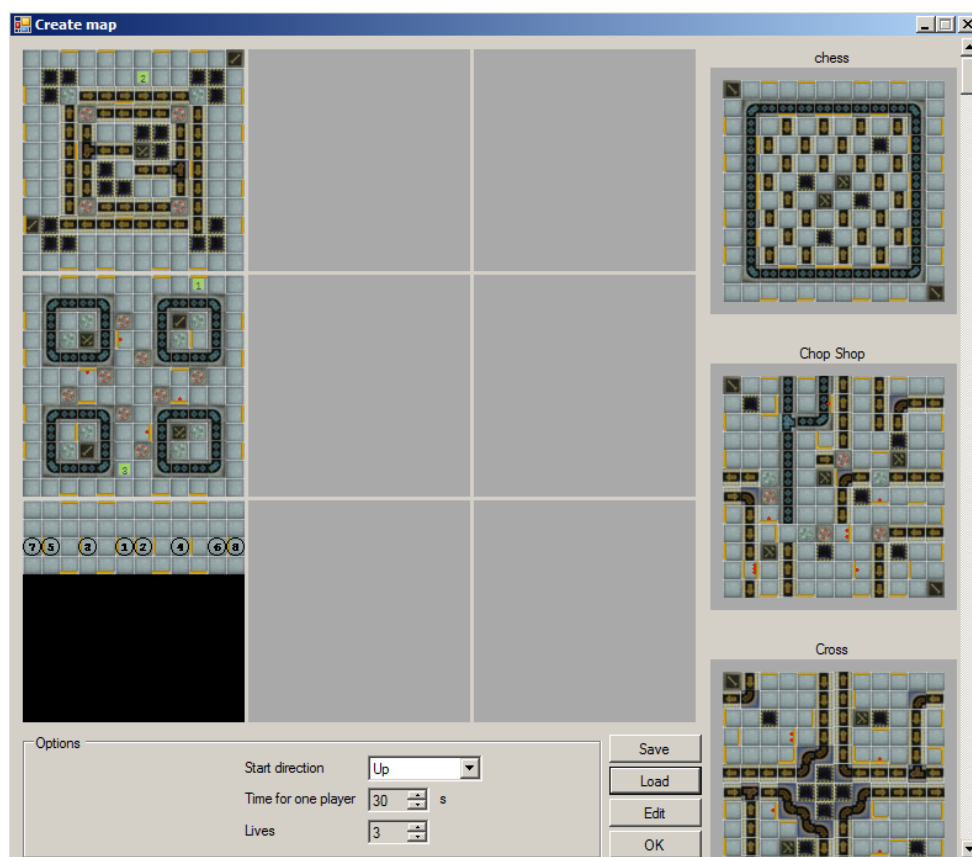 Create map
2
1
3
7 5 3 1 2 4 6 8
chess
Chop Shop
Cross
Options
Start direction Up
Time for one player 30 s
Lives 3
Save
Load
Edit
OK